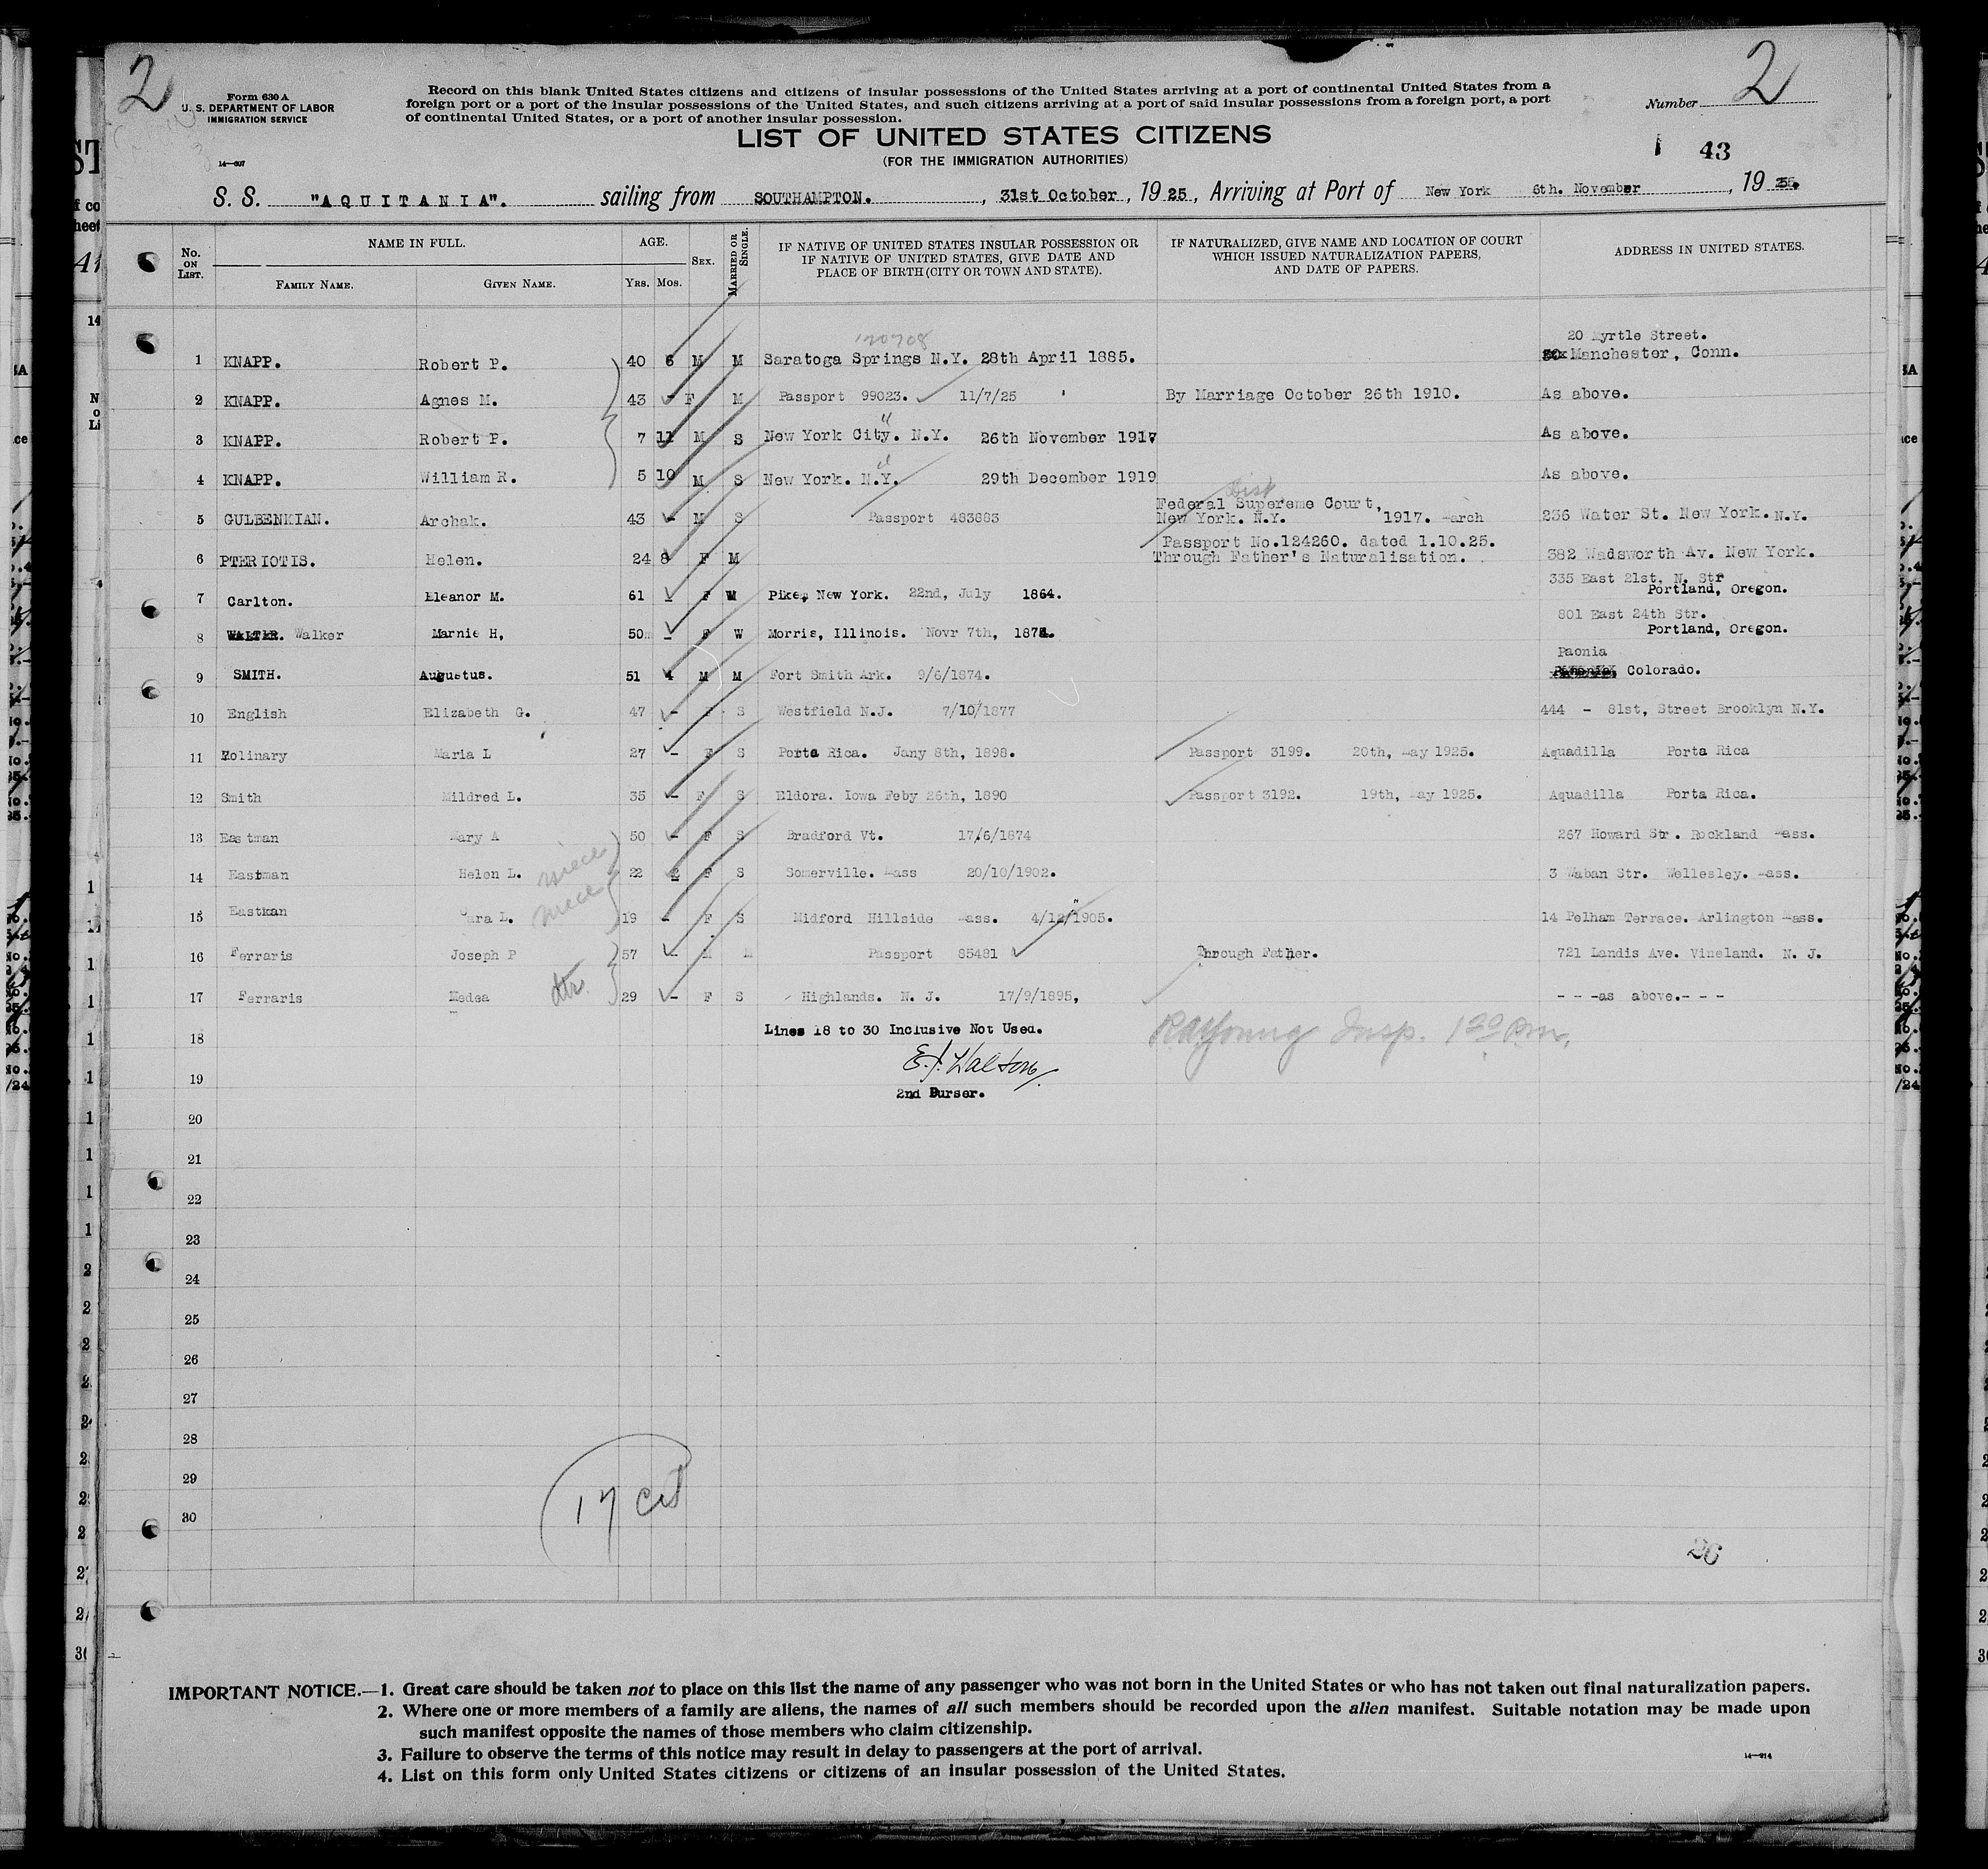 2
2
Form 630 A
U. S. DEPARTMENT OF LABOR
IMMIGRATION SERVICE
14—607
Record on this blank United States citizens and citizens of insular possessions of the United States arriving at a port of continental United States from a
foreign port or a port of the insular possessions of the United States, and such citizens arriving at a port of said insular possessions from a foreign port, a port
of continental United States, or a port of another insular possession.
Number
LIST OF UNITED STATES CITIZENS
(FOR THE IMMIGRATION AUTHORITIES)
43
S. S. "AQUITANIA". sailing from SOUTHAMPTON. , 31st October , 19 25 , Arriving at Port of New York 6th. November , 19 25.
No. on List. NAME IN FULL. AGE. Sex. Married or Single. IF NATIVE OF UNITED STATES INSULAR POSSESSION OR IF NATIVE OF UNITED STATES, GIVE DATE AND PLACE OF BIRTH (CITY OR TOWN AND STATE). IF NATURALIZED, GIVE NAME AND LOCATION OF COURT WHICH ISSUED NATURALIZATION PAPERS, AND DATE OF PAPERS. ADDRESS IN UNITED STATES.
Family Name. Given Name. Yrs. Mos.
120708
20 Myrtle Street.
1 KNAPP. Robert P. 40 6 M M Saratoga Springs N.Y. 28th April 1885. Manchester, Conn.
2 KNAPP. Agnes M. 43 - F M Passport 99023. 11/7/25 By Marriage October 26th 1910. As above.
3 KNAPP. Robert P. 7 11 M S New York City. N.Y. 26th November 1917 As above.
4 KNAPP. William R. 5 10 M S New York. N.Y. 29th December 1919 As above.
Dist
Federal Supereme Court,
5 GULBENKIAN. Archak. 43 - M S Passport 483683 New York. N.Y. 1917. arch 236 Water St. New York. N.Y.
Passport No.124260. dated 1.10.25.
6 PTERIOTIS. Helen. 24 8 F M Through Father's Naturalisation. 382 Wadsworth Av. New York.
335 East 21st. N. Str
7 Carlton. Eleanor M. 61 - F W Pike, New York. 22nd, July 1864. Portland, Oregon.
801 East 24th Str.
8 WALTER. Walker Marnie H, 50 - F W Morris, Illinois. Novr 7th, 1874. Portland, Oregon.
Paonia
9 SMITH. Augustus. 51 4 M M Fort Smith Ark. 9/6/1874. Colorado.
10 English Elizabeth G. 47 - F S Westfield N.J. 7/10/1877 444 - 81st, Street Brooklyn N.Y.
11 Molinary Maria L 27 - F S Porta Rica. Jany 8th, 1898. Passport 3199. 20th, May 1925. Aquadilla Porta Rica
12 Smith Mildred L. 35 - F S Eldora. Iowa Feby 26th, 1890 Passport 3192. 19th, May 1925. Aquadilla Porta Rica.
13 Eastman Mary A 50 - F S Bradford Vt. 17/6/1874 267 Howard Str. Rockland Mass.
14 Eastman Helen L. niece 22 2 F S Somerville. Mass 20/10/1902. 3 Waban Str. Wellesley. Mass.
15 Eastman ara L. niece 19 - F S Midford Hillside Mass. 4/12/1905. 14 Pelham Terrace. Arlington Mass.
16 Ferraris Joseph P 57 - M M Passport 85481 Through Father. 721 Landis Ave. Vineland. N. J.
17 Ferraris Medea dtr. 29 - F S Highlands. N. J. 17/9/1895, - - -as above.- - -
18 Lines 18 to 30 Inclusive Not Used. Insp. 1 30 Pm.
19 Walton
2nd Purser.
20
21
22
23
24
25
26
27
28
29
30
17 cit
26
IMPORTANT NOTICE.—1. Great care should be taken not to place on this list the name of any passenger who was not born in the United States or who has not taken out final naturalization papers.
2. Where one or more members of a family are aliens, the names of all such members should be recorded upon the alien manifest. Suitable notation may be made upon
such manifest opposite the names of those members who claim citizenship.
3. Failure to observe the terms of this notice may result in delay to passengers at the port of arrival.
4. List on this form only United States citizens or citizens of an insular possession of the United States.
14—914